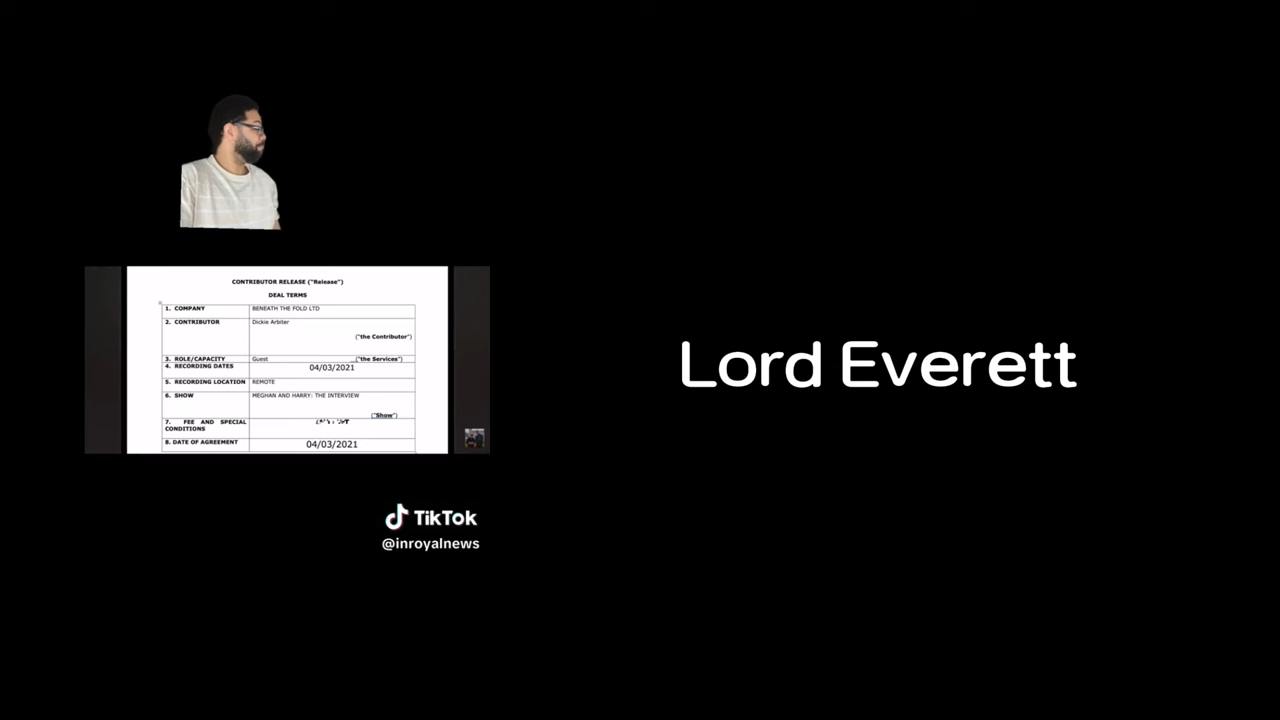 CONTRIBUTOR RELEASE ("Release")
DEAL TERMS
1. COMPANY BENEATH THE FOLD LTD
2. CONTRIBUTOR Dickie Arbiter
("the Contributor")
3. ROLE/CAPACITY Guest ("the Services")
4. RECORDING DATES 04/03/2021
5. RECORDING LOCATION REMOTE
6. SHOW MEGHAN AND HARRY: THE INTERVIEW
("Show")
7. FEE AND SPECIAL
CONDITIONS
8. DATE OF AGREEMENT 04/03/2021
Lord Everett
TikTok
@inroyalnews